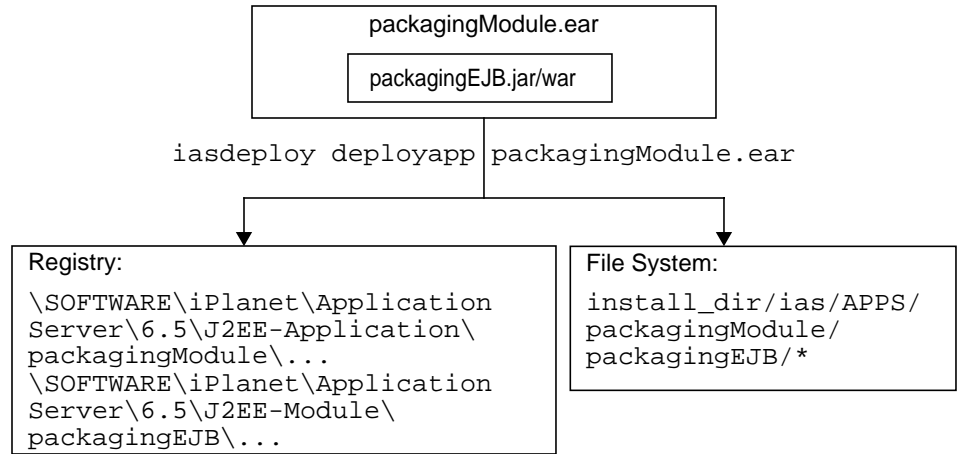 packagingModule.ear
packagingEJB.jar/war
iasdeploy deployapp packagingModule.ear
Registry:
\SOFTWARE\iPlanet\Application
Server\6.5\J2EE-Application\
packagingModule\...
\SOFTWARE\iPlanet\Application
Server\6.5\J2EE-Module\
packagingEJB\...
File System:
install_dir/ias/APPS/
packagingModule/
packagingEJB/*